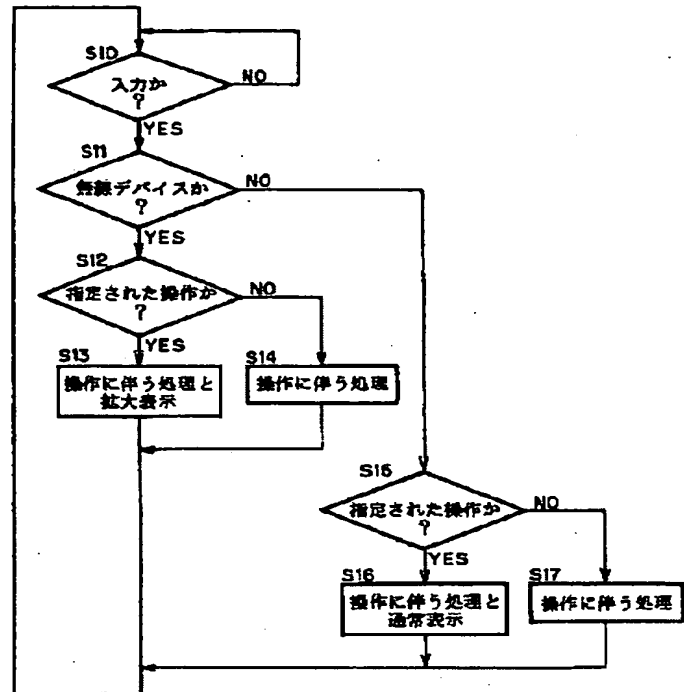 S10
入力か
?
NO
YES
S11
無線デバイスか
?
NO
YES
S12
指定された操作か
?
NO
YES
S13
操作に伴う処理と
拡大表示
S14
操作に伴う処理
S15
指定された操作か
?
NO
YES
S16
操作に伴う処理と
通常表示
S17
操作に伴う処理